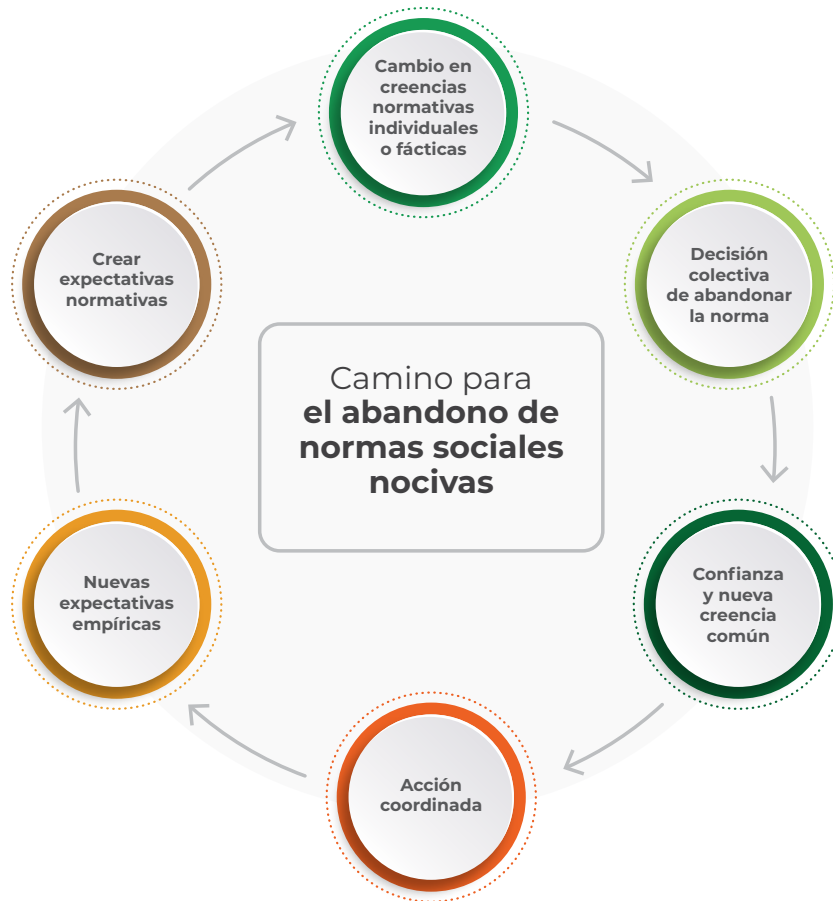 Cambio en
creencias
normativas
individuales
o fácticas
Decisión
colectiva
de abandonar
la norma
Confianza
y nueva
creencia
común
Acción
coordinada
Nuevas
expectativas
empíricas
Crear
expectativas
normativas
Camino para
el abandono de
normas sociales
nocivas